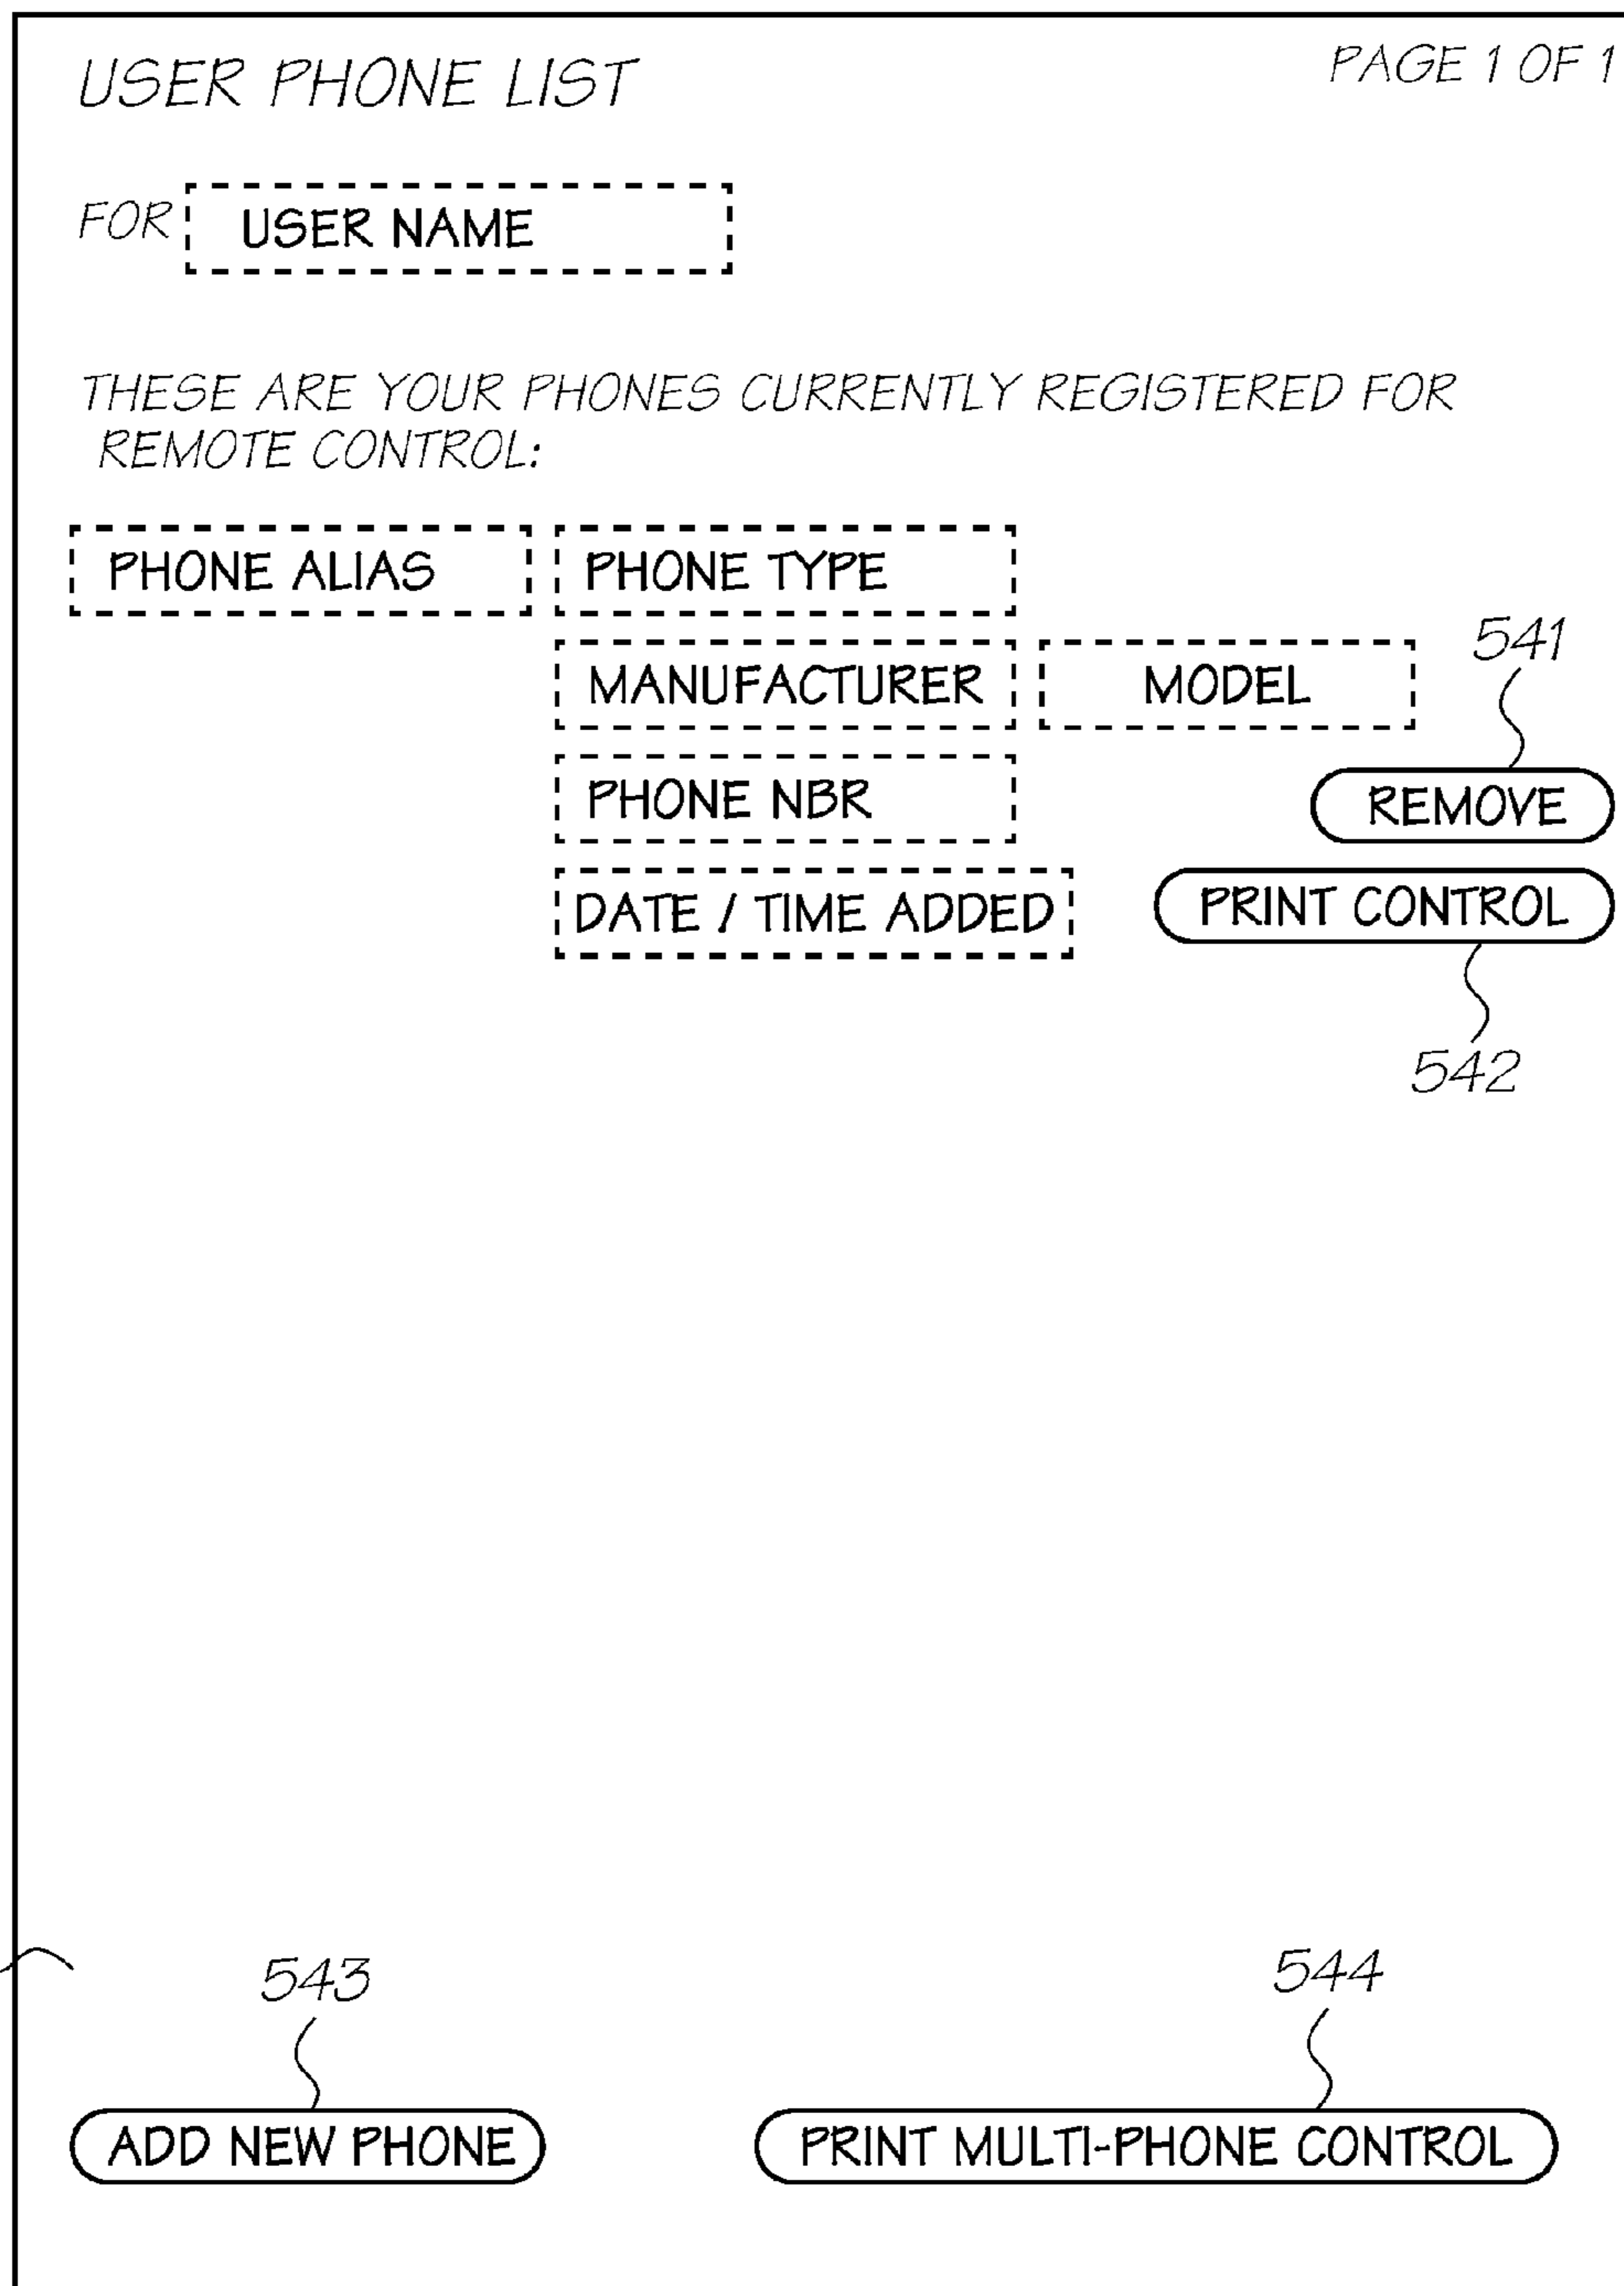 USER PHONE LIST
PAGE 1 OF 1
FOR USER NAME
THESE ARE YOUR PHONES CURRENTLY REGISTERED FOR
REMOTE CONTROL:
PHONE ALIAS PHONE TYPE
541
MANUFACTURER MODEL
PHONE NBR REMOVE
DATE / TIME ADDED PRINT CONTROL
542
543 544
ADD NEW PHONE PRINT MULTI-PHONE CONTROL